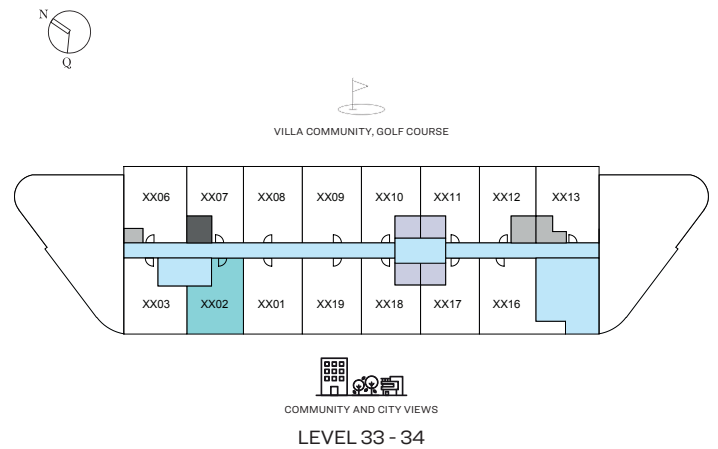 N
Q
VILLA COMMUNITY, GOLF COURSE
XX06 XX07 XX08 XX09 XX10 XX11 XX12 XX13
XX03 XX02 XX01 XX19 XX18 XX17 XX16
COMMUNITY AND CITY VIEWS
LEVEL 33 - 34